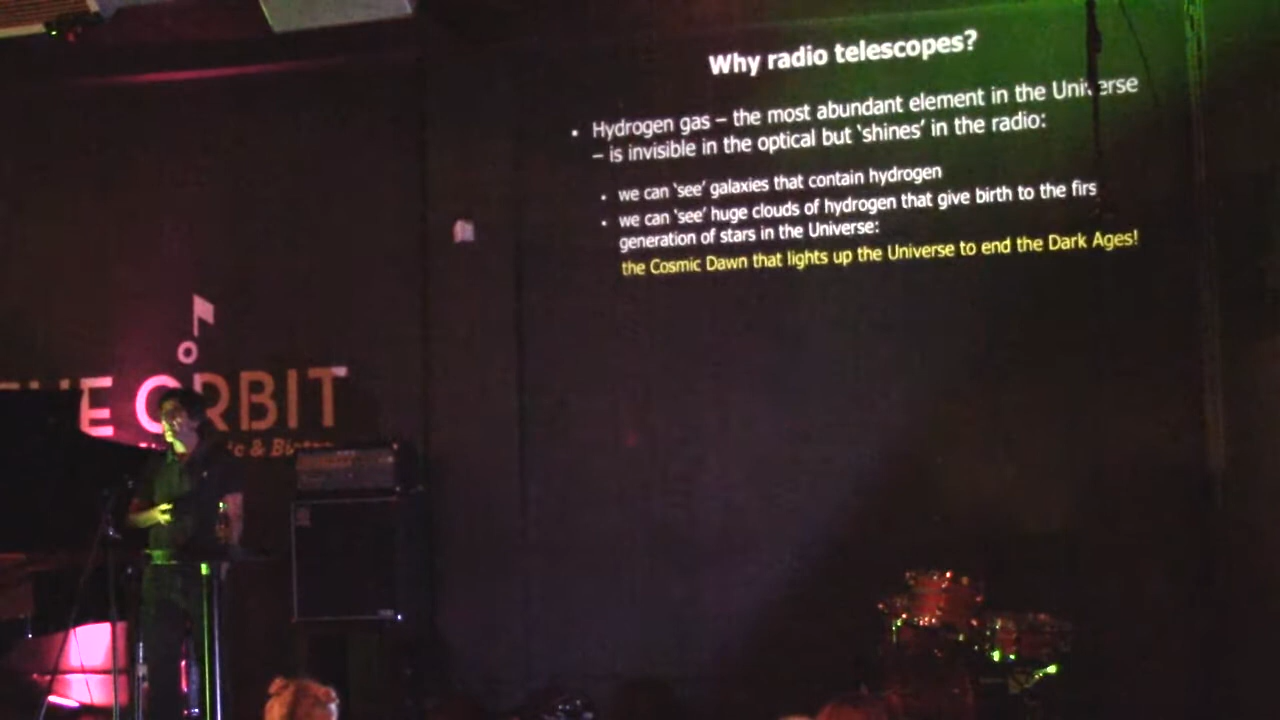 Why radio telescopes?
• Hydrogen gas – the most abundant element in the Universe
– is invisible in the optical but ‘shines’ in the radio:
• we can ‘see’ galaxies that contain hydrogen
• we can ‘see’ huge clouds of hydrogen that give birth to the firs
generation of stars in the Universe:
the Cosmic Dawn that lights up the Universe to end the Dark Ages!
THE ORBIT
& Bistro